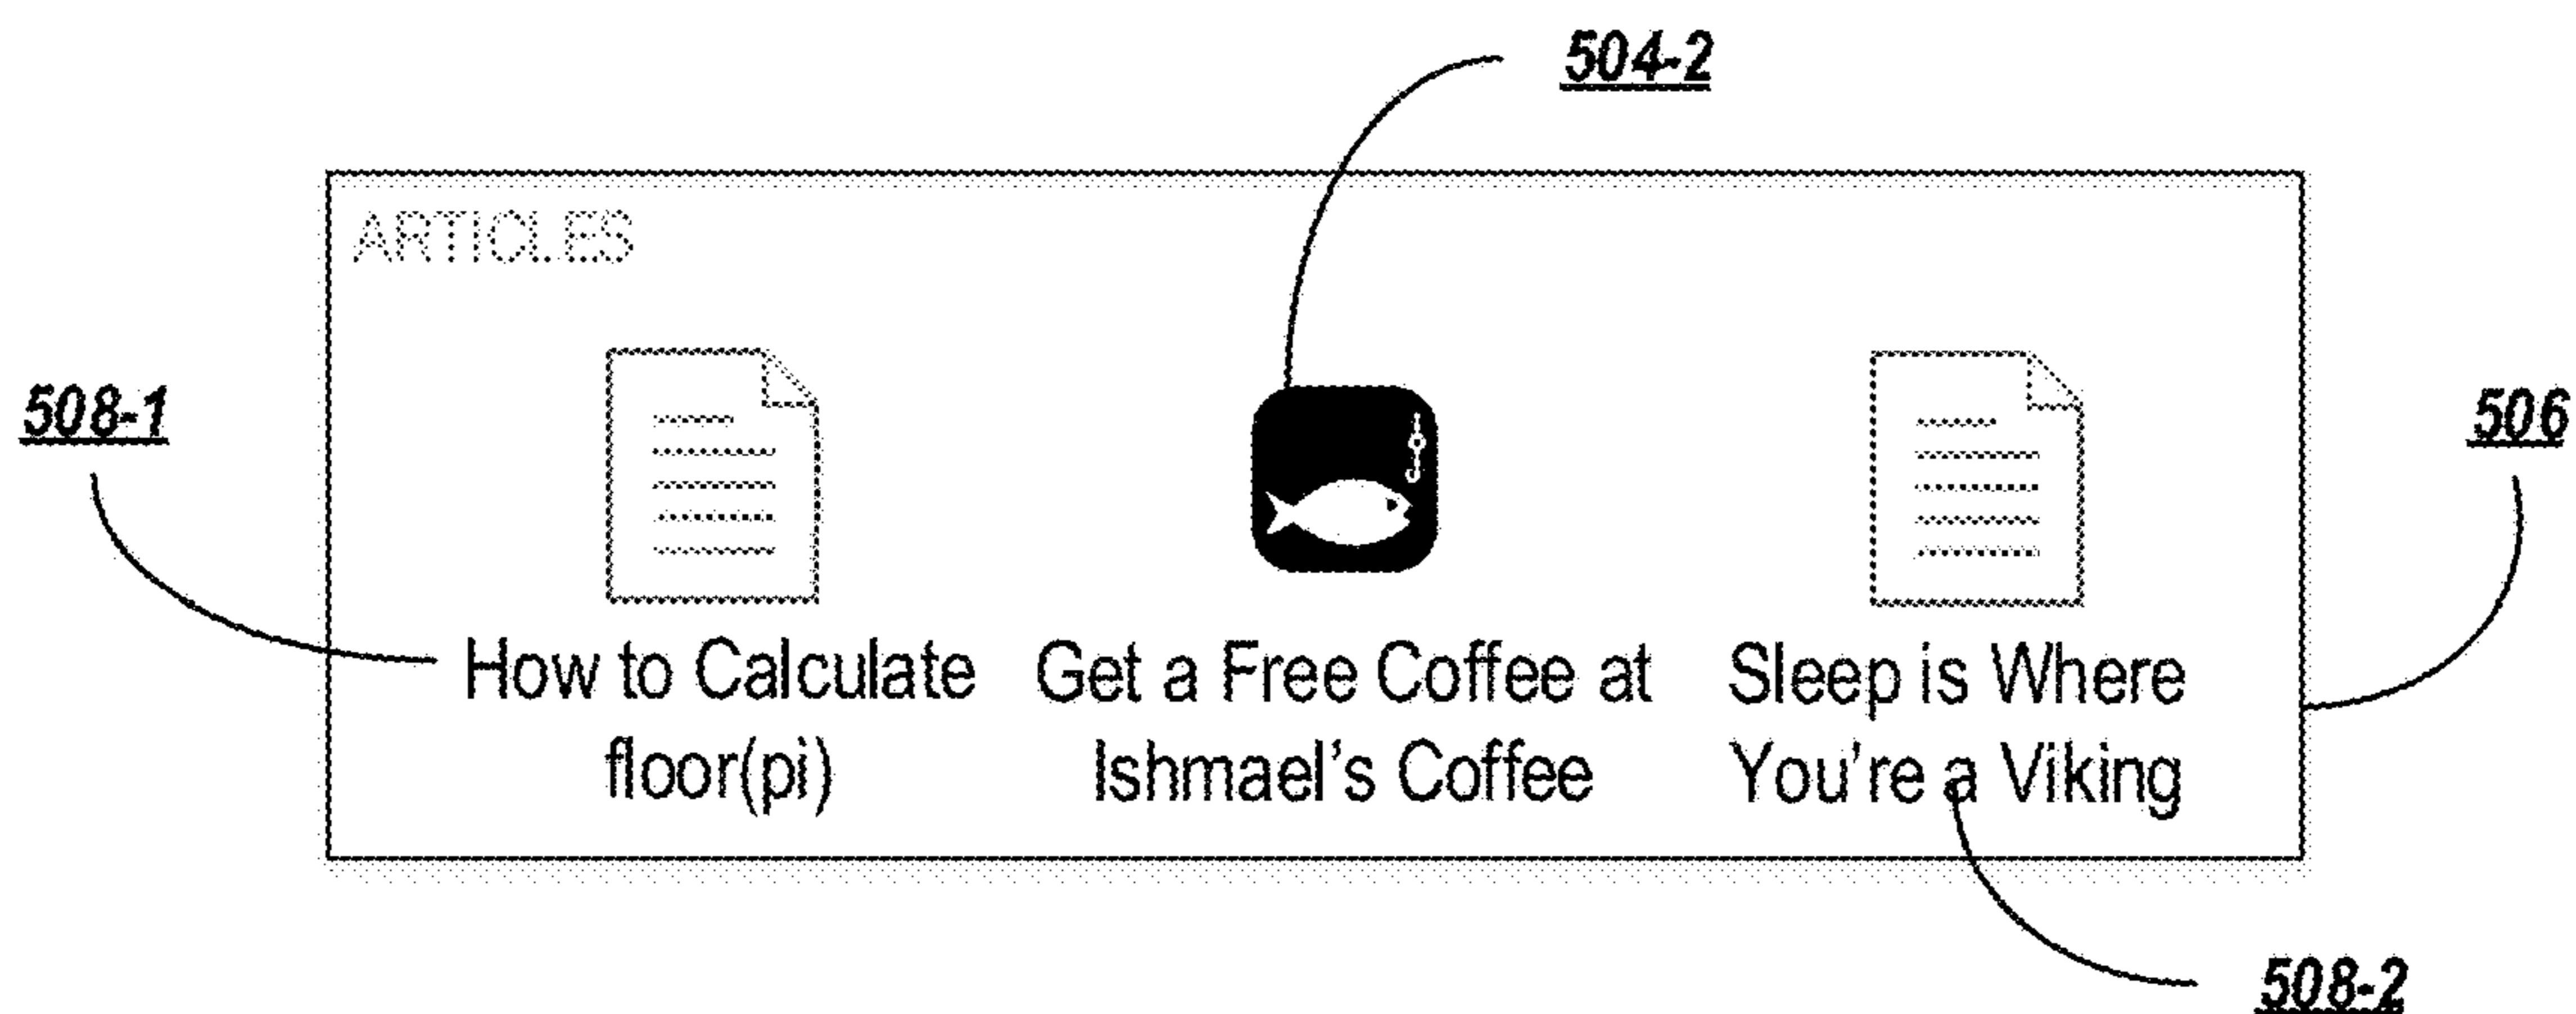 504-2
ARTICLES
508-1
506
How to Calculate
floor(pi)
Get a Free Coffee at
Ishmael's Coffee
Sleep is Where
You're a Viking
508-2